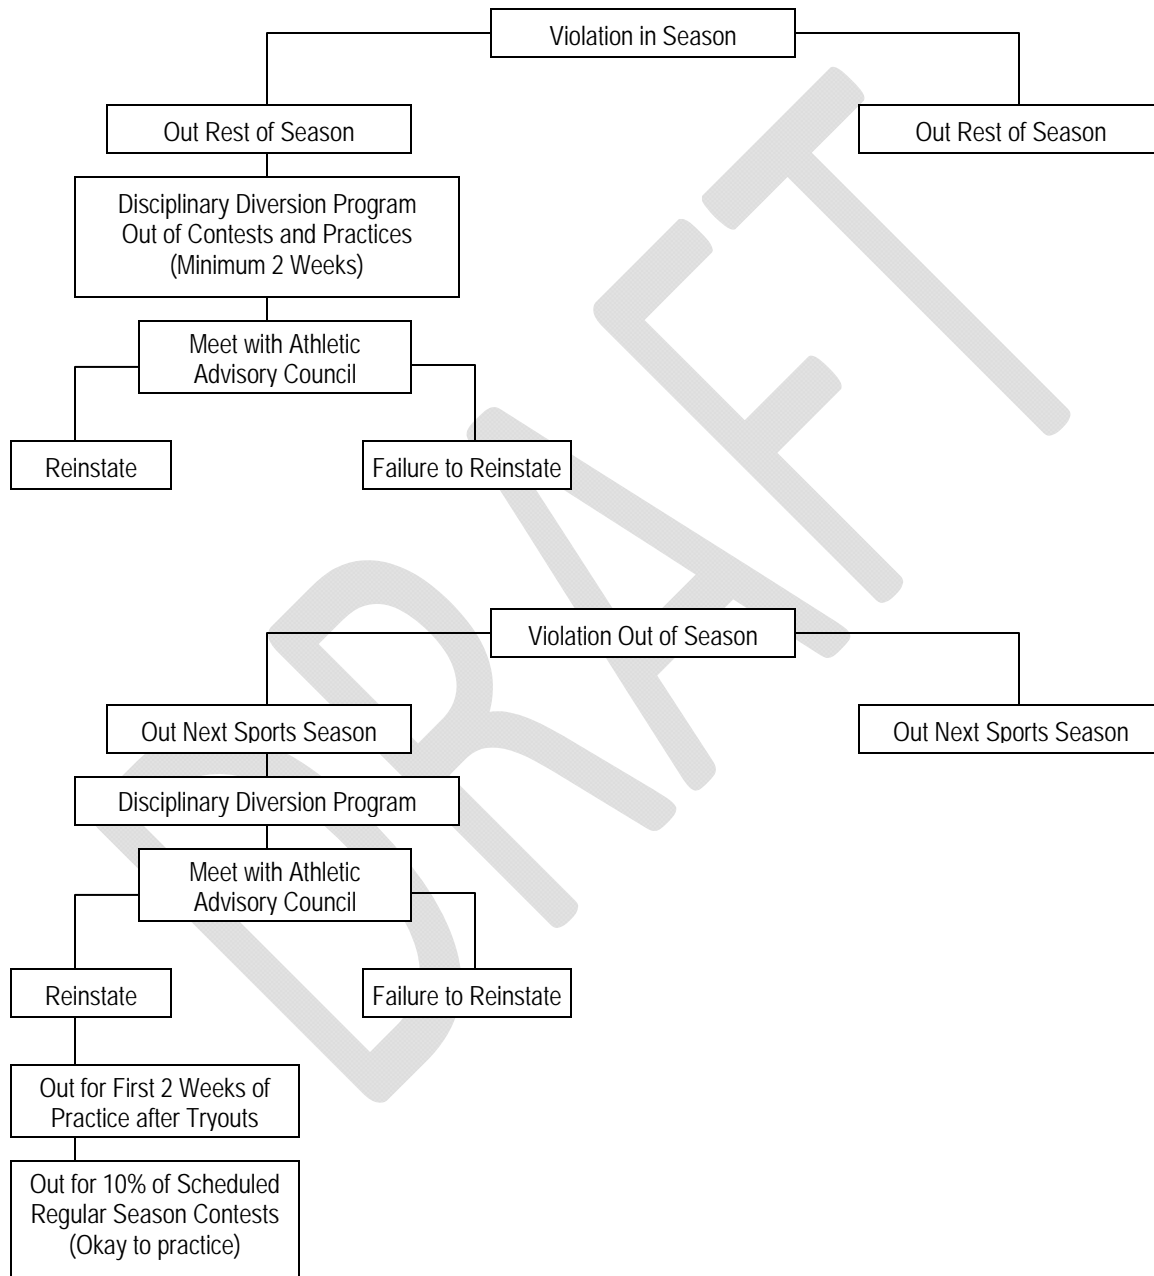 Violation in Season
Out Rest of Season
Out Rest of Season
Disciplinary Diversion Program
Out of Contests and Practices
(Minimum 2 Weeks)
Meet with Athletic
Advisory Council
Reinstate
Failure to Reinstate
Violation Out of Season
Out Next Sports Season
Out Next Sports Season
Disciplinary Diversion Program
Meet with Athletic
Advisory Council
Reinstate
Failure to Reinstate
Out for First 2 Weeks of
Practice after Tryouts
Out for 10% of Scheduled
Regular Season Contests
(Okay to practice)
DRAFT